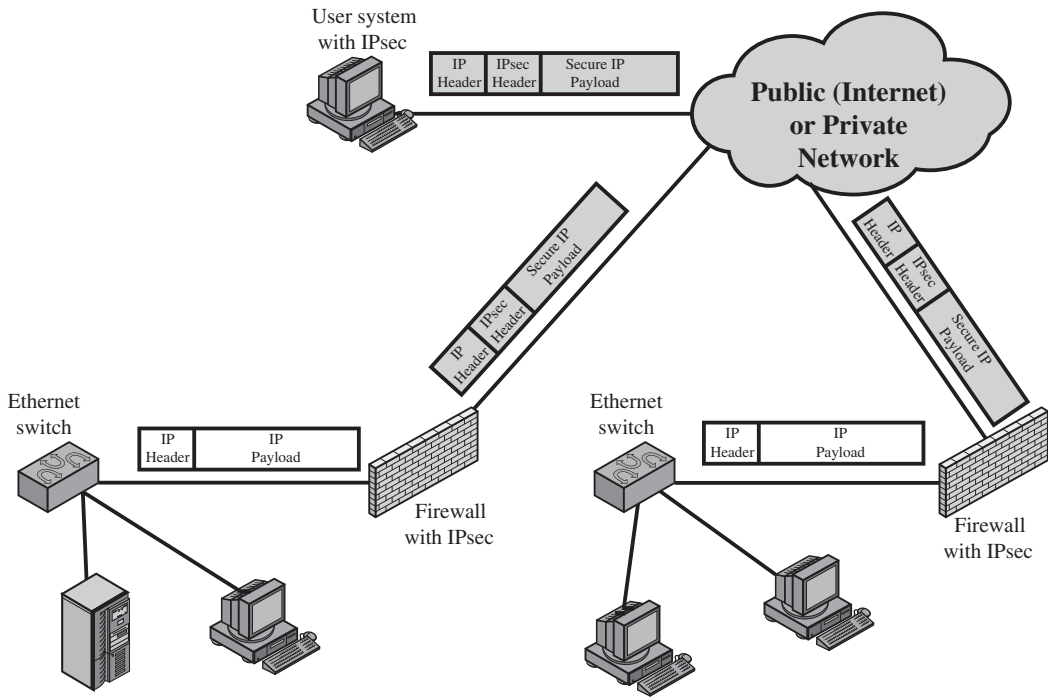 User system
with IPsec
IP
Header
IPsec
Header
Secure IP
Payload
Public (Internet)
or Private
Network
IP
Header
IPsec
Header
Secure IP
Payload
IP
Header
IPsec
Header
Secure IP
Payload
Ethernet
switch
IP
Header
IP
Payload
Firewall
with IPsec
Ethernet
switch
IP
Header
IP
Payload
Firewall
with IPsec